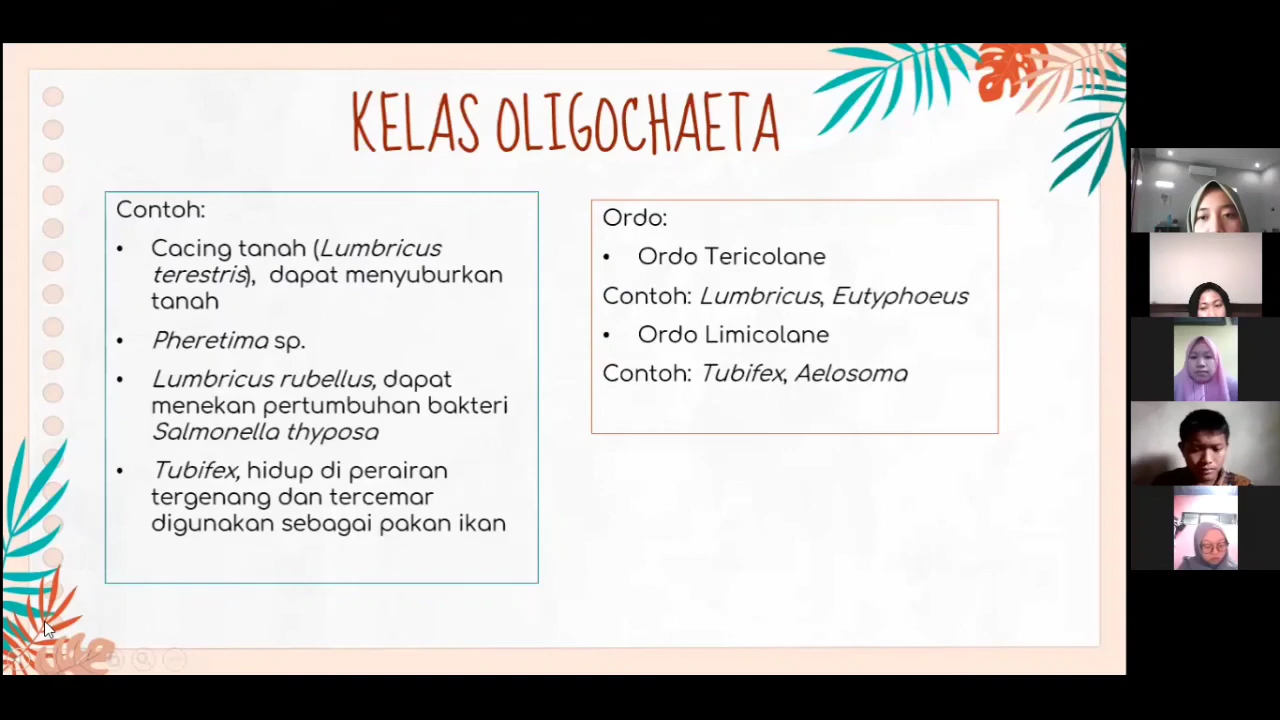 KELAS OLIGOCHAETA
Contoh:
• Cacing tanah (Lumbricus
terestris), dapat menyuburkan
tanah
• Pheretima sp.
• Lumbricus rubellus, dapat
menekan pertumbuhan bakteri
Salmonella thyposa
• Tubifex, hidup di perairan
tergenang dan tercemar
digunakan sebagai pakan ikan
Ordo:
• Ordo Tericolane
Contoh: Lumbricus, Eutyphoeus
• Ordo Limicolane
Contoh: Tubifex, Aelosoma